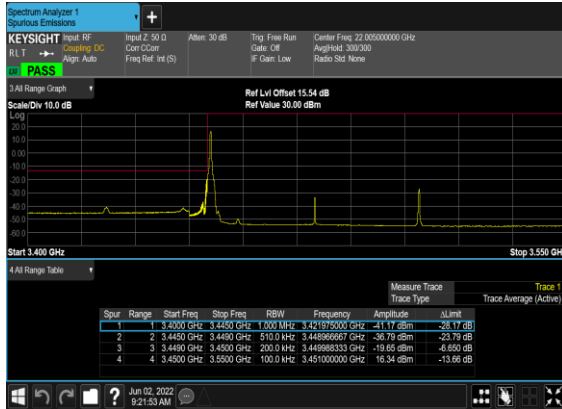 Spectrum Analyzer 1
Spurious Emissions
KEYSIGHT Input: RF Input Z: 50 Ω Atten: 30 dB Trig: Free Run Center Freq: 22.005000000 GHz
RLT Coupling: DC Corr CCorr Gate: Off Avg|Hold: 300/300
Align: Auto Freq Ref: Int (S) IF Gain: Low Radio Std: None
PASS
3 All Range Graph
Ref Lvl Offset 15.54 dB
Scale/Div 10.0 dB Ref Value 30.00 dBm
Log
20.0
10.0
0.00
-10.0
-20.0
-30.0
-40.0
-50.0
-60.0
Start 3.400 GHz Stop 3.550 GH
4 All Range Table
Measure Trace Trace 1
Trace Type Trace Average (Active)
Spur Range Start Freq Stop Freq RBW Frequency Amplitude ΔLimit
1 1 3.4000 GHz 3.4450 GHz 1.000 MHz 3.421975000 GHz -41.17 dBm -28.17 dB
2 2 3.4450 GHz 3.4490 GHz 510.0 kHz 3.448966667 GHz -36.79 dBm -23.79 dB
3 3 3.4490 GHz 3.4500 GHz 200.0 kHz 3.449988333 GHz -19.65 dBm -6.650 dB
4 4 3.4500 GHz 3.5500 GHz 100.0 kHz 3.451000000 GHz 16.34 dBm -13.66 dB
?
Jun 02, 2022
9:21:53 AM